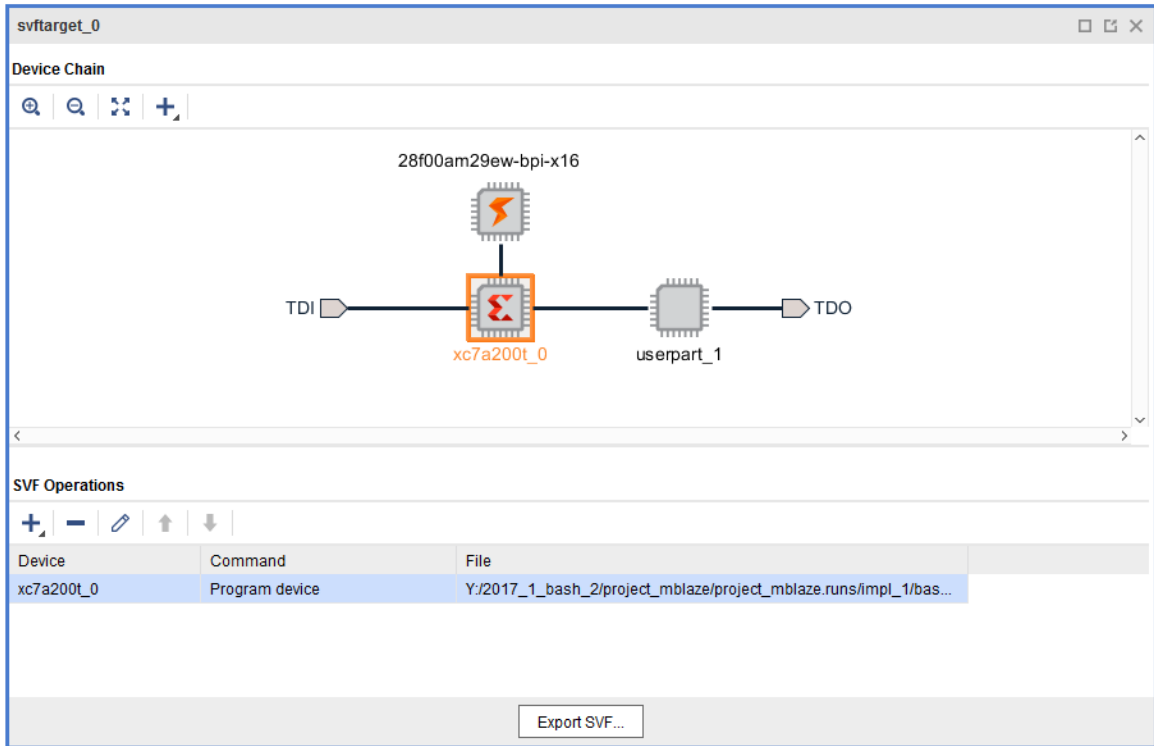 svftarget_0
Device Chain
28f00am29ew-bpi-x16
TDI
TDO
xc7a200t_0
userpart_1
SVF Operations
Device Command File
xc7a200t_0 Program device Y:/2017_1_bash_2/project_mblaze/project_mblaze.runs/impl_1/bas...
Export SVF...